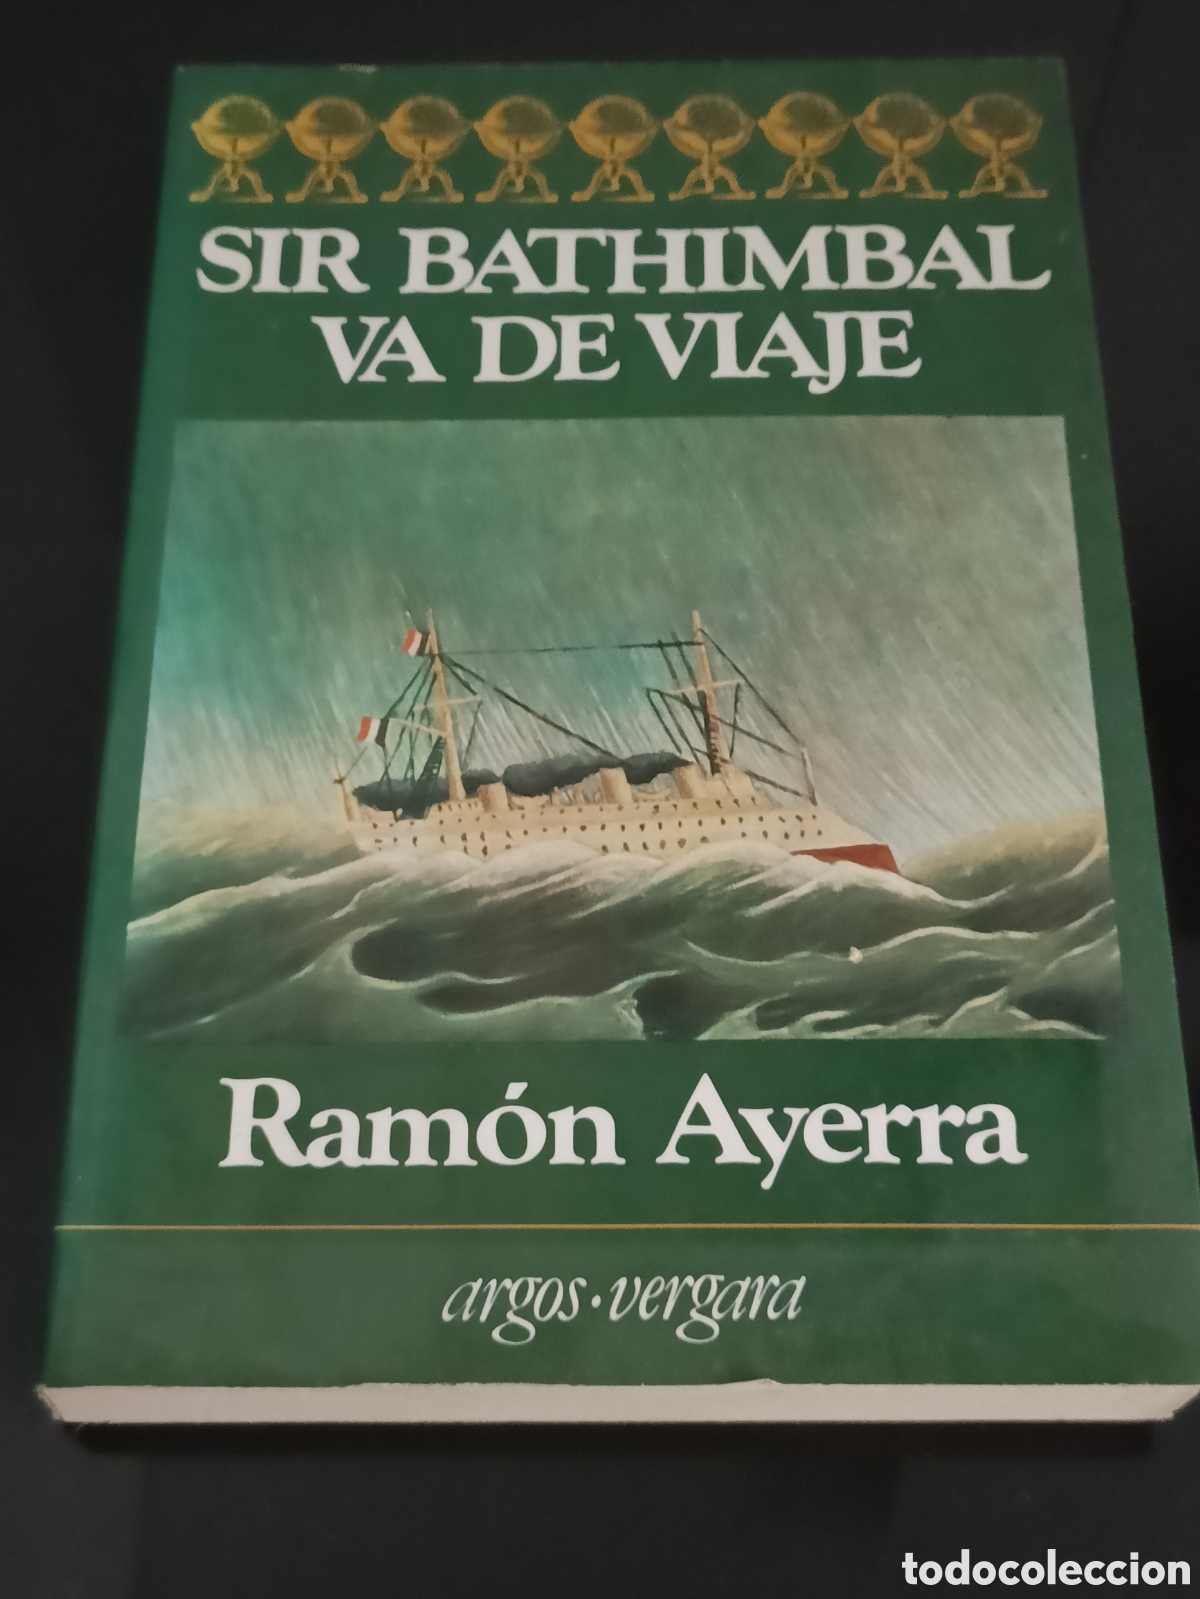 SIR BATHIMBAL
VA DE VIAJE
Ramón Ayerra
argos·vergara
todocoleccion